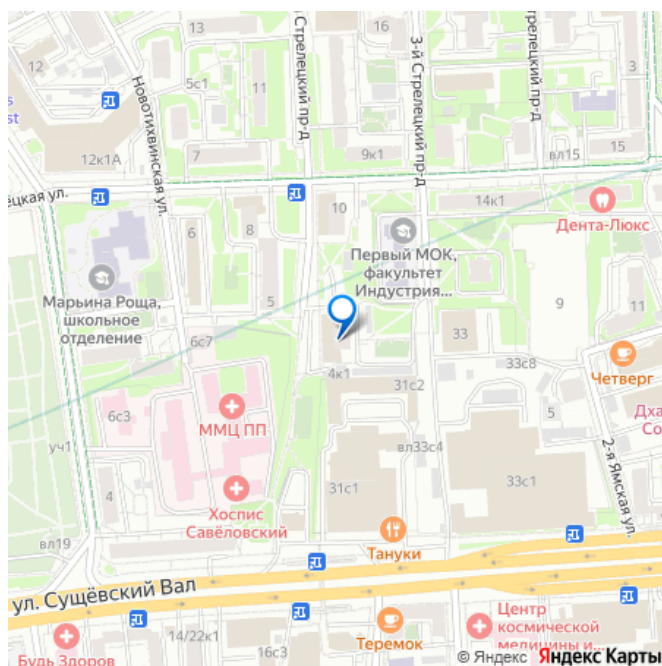 16
3
12
11
5с1
Новотихвинская ул.
й Стрелецкий пр-д
3-й Стрелецкий пр-д
Стрелецкий пр-д
12к1А
7
9к1
вл15
15
ецкая ул.
10
14к1
Дента-Люкс
6
8
Первый МОК,
факультет
Индустрия...
Марьина Роща,
школьное
отделение
5
9
11
33
6с7
33с8
Четверг
4к1
31с2
6с3
ММЦ ПП
5
Дха
Со
уч1
вл33с4
2-я Ямская ул.
4
31с1
33с1
Хоспис
Савёловский
Тануки
вл19
ул. Сущёвский Вал
14/22к1
16с3
Теремок
Центр
космической
медицины и...
Будь Здоров
© Яндекс Яндекс Карты